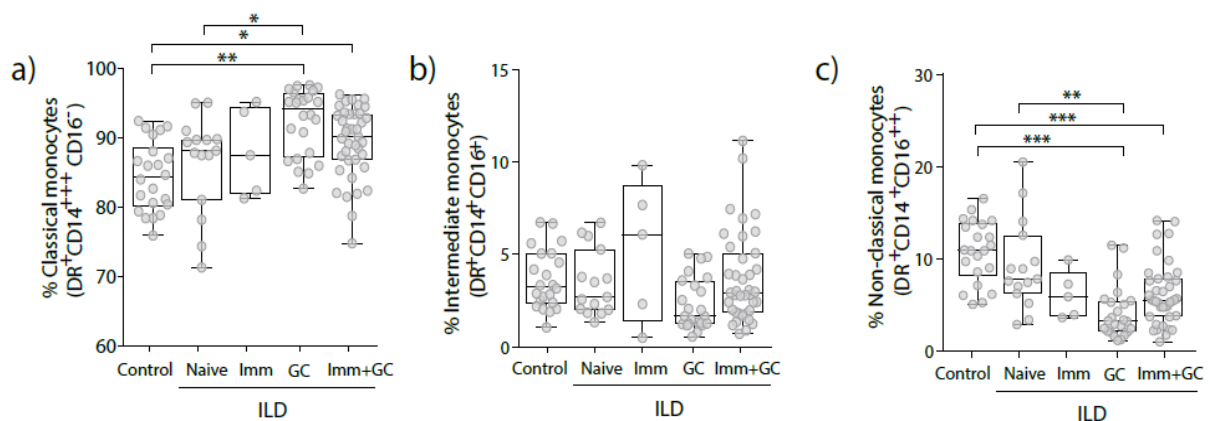 a)
% Classical monocytes
(DR+CD14+++ CD16-)
100
90
80
70
60
*
*
**
Control Naive Imm GC Imm+GC
ILD
b)
% Intermediate monocytes
(DR+CD14+CD16+)
15
10
5
0
Control Naive Imm GC Imm+GC
ILD
c)
% Non-classical monocytes
(DR+CD14+CD16++)
30
20
10
0
**
***
***
Control Naive Imm GC Imm+GC
ILD